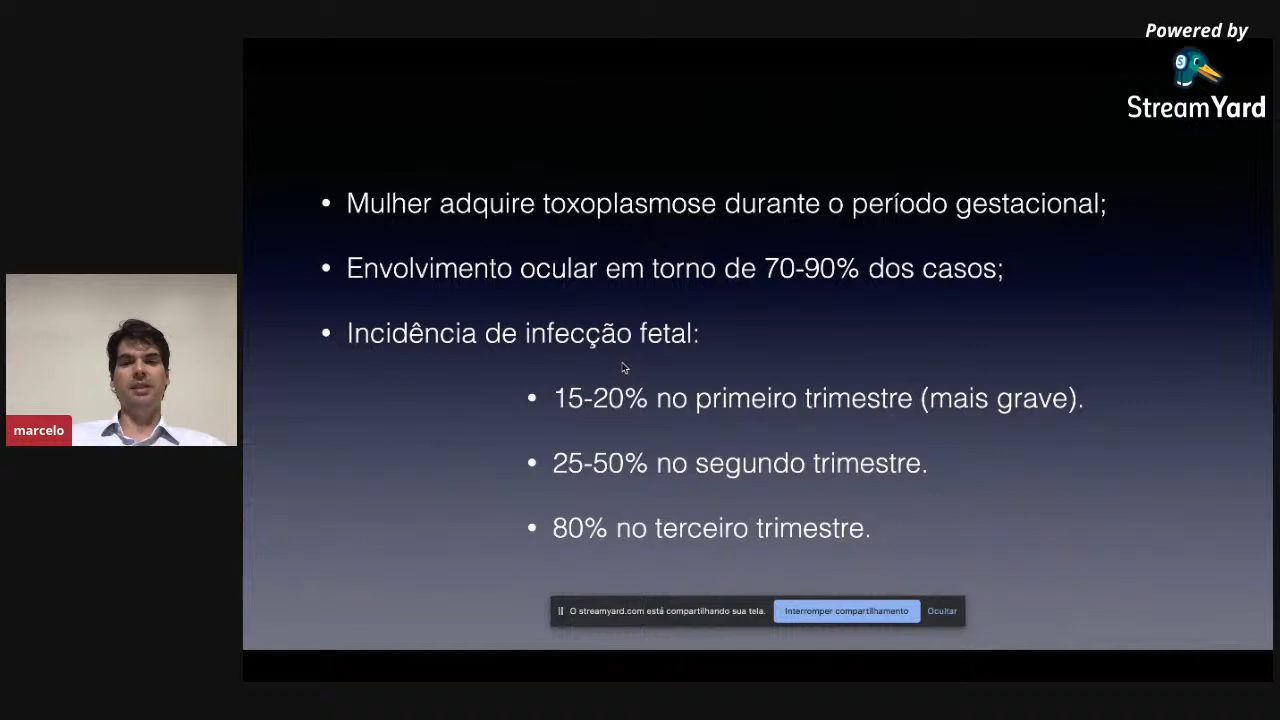 Powered by
StreamYard
• Mulher adquire toxoplasmose durante o período gestacional;
• Envolvimento ocular em torno de 70-90% dos casos;
• Incidência de infecção fetal:
• 15-20% no primeiro trimestre (mais grave).
• 25-50% no segundo trimestre.
• 80% no terceiro trimestre.
marcelo
O streamyard.com está compartilhando sua tela. Interromper compartilhamento Ocultar